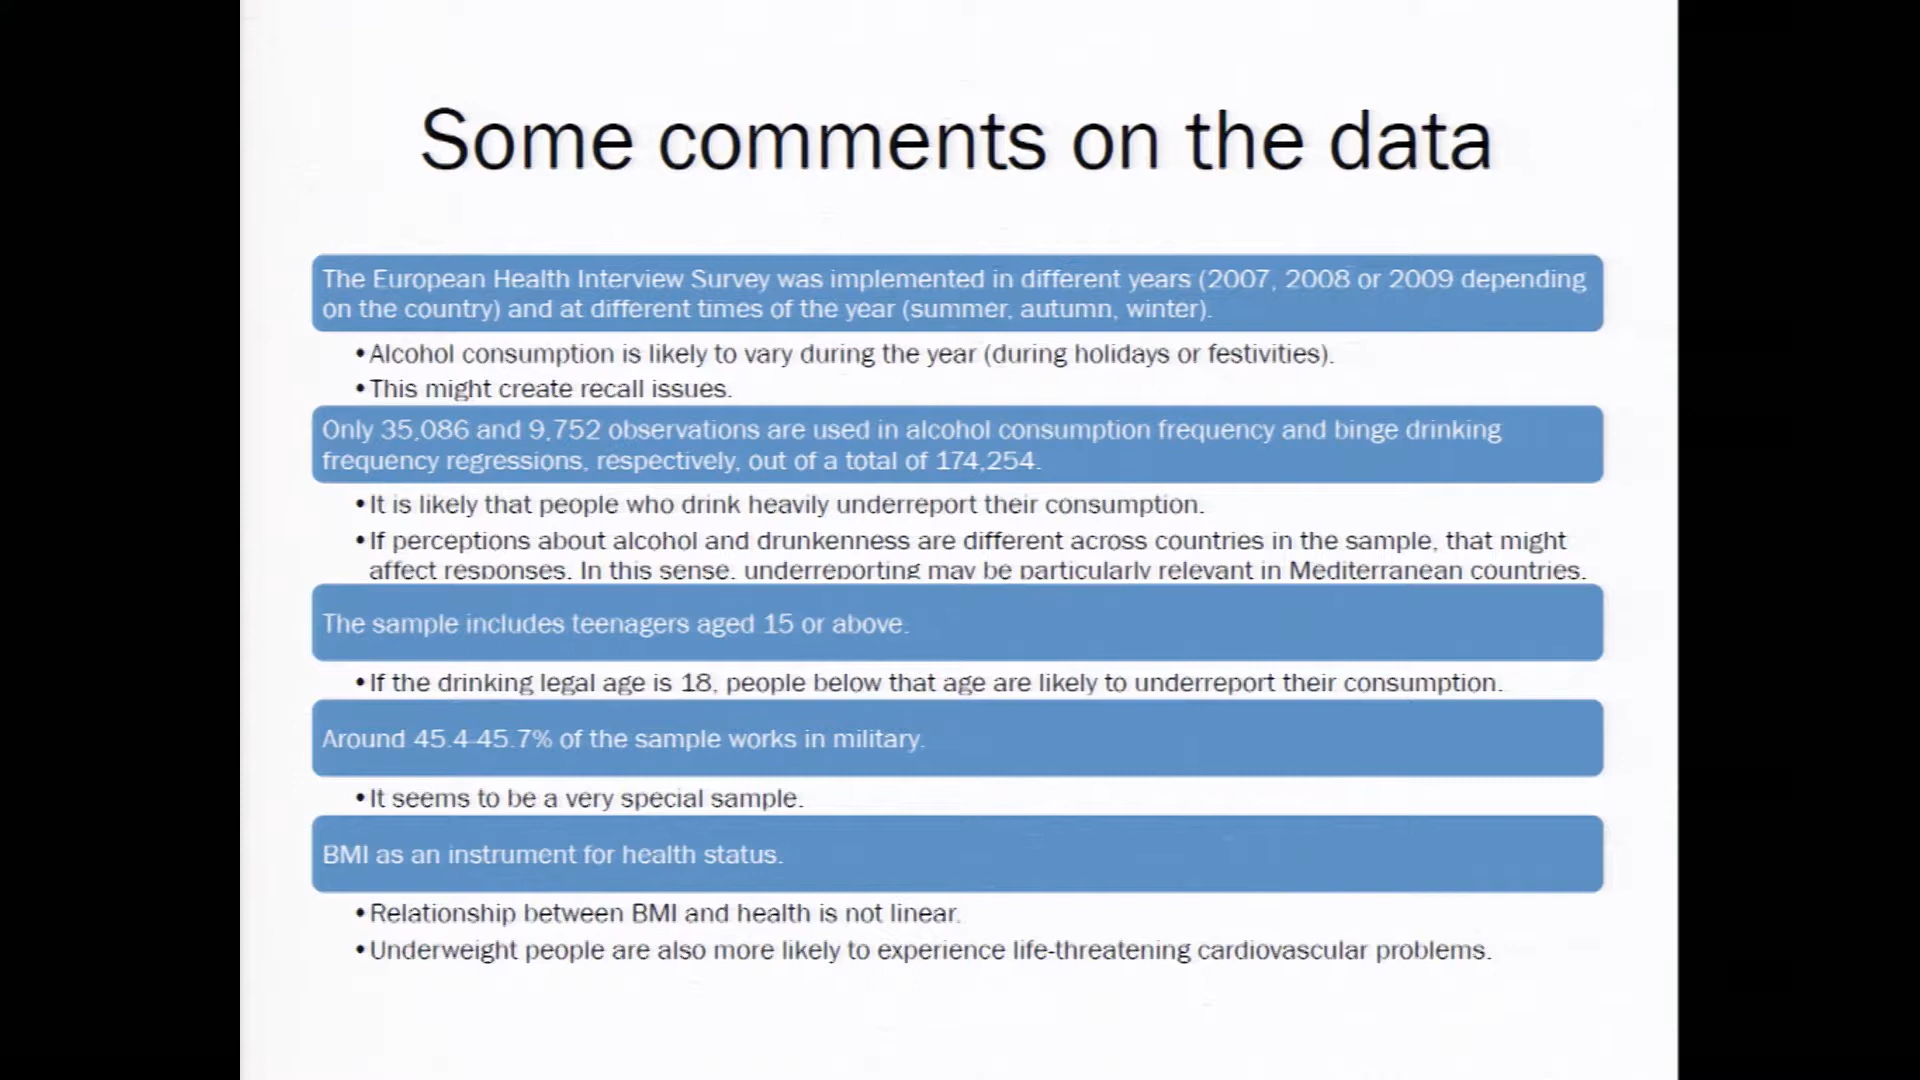 Some comments on the data
The European Health Interview Survey was implemented in different years (2007, 2008 or 2009 depending
on the country) and at different times of the year (summer, autumn, winter).
•Alcohol consumption is likely to vary during the year (during holidays or festivities).
•This might create recall issues.
Only 35,086 and 9,752 observations are used in alcohol consumption frequency and binge drinking
frequency regressions, respectively, out of a total of 174,254.
•It is likely that people who drink heavily underreport their consumption.
•If perceptions about alcohol and drunkenness are different across countries in the sample, that might
affect responses. In this sense, underreporting may be particularly relevant in Mediterranean countries.
The sample includes teenagers aged 15 or above.
•If the drinking legal age is 18, people below that age are likely to underreport their consumption.
Around 45.4-45.7% of the sample works in military.
•It seems to be a very special sample.
BMI as an instrument for health status.
•Relationship between BMI and health is not linear.
•Underweight people are also more likely to experience life-threatening cardiovascular problems.